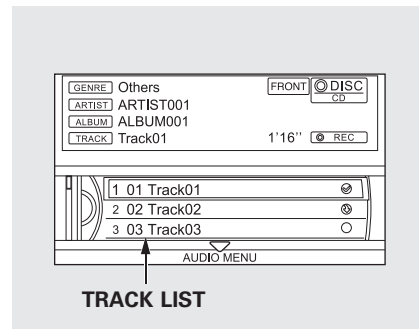 GENRE Others FRONT DISC
CD
ARTIST ARTIST001
ALBUM ALBUM001
TRACK Track01 1'16'' REC
1 01 Track01
2 02 Track02
3 03 Track03
AUDIO MENU
TRACK LIST